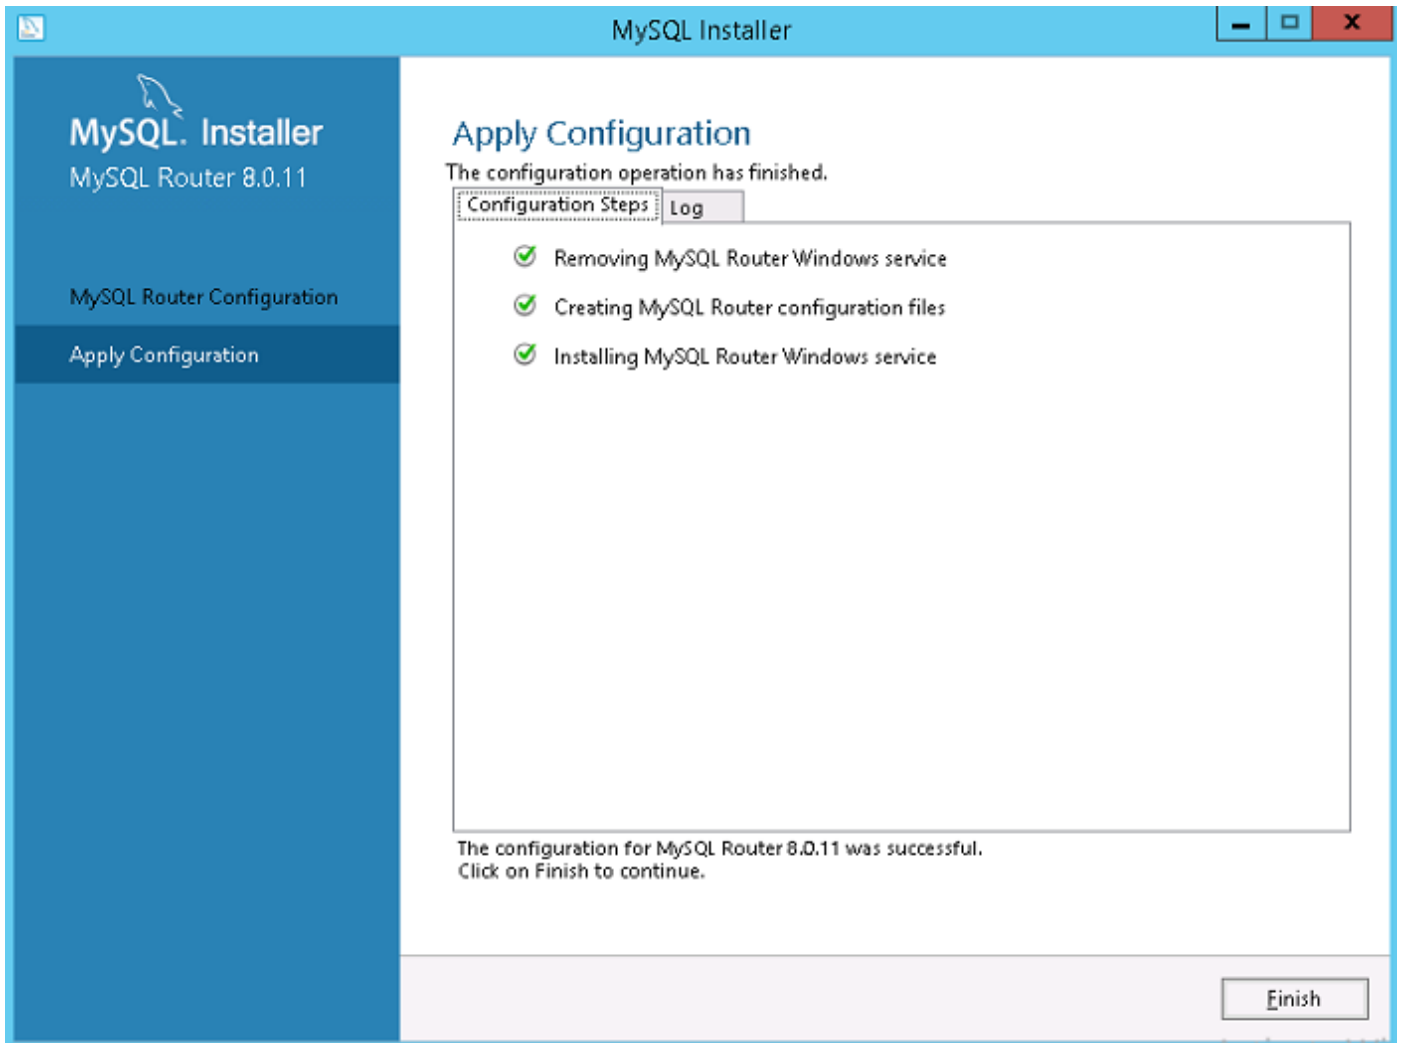 MySQL Installer
MySQL. Installer
MySQL Router 8.0.11
MySQL Router Configuration
Apply Configuration
Apply Configuration
The configuration operation has finished.
Configuration Steps Log
Removing MySQL Router Windows service
Creating MySQL Router configuration files
Installing MySQL Router Windows service
The configuration for MySQL Router 8.0.11 was successful.
Click on Finish to continue.
Finish